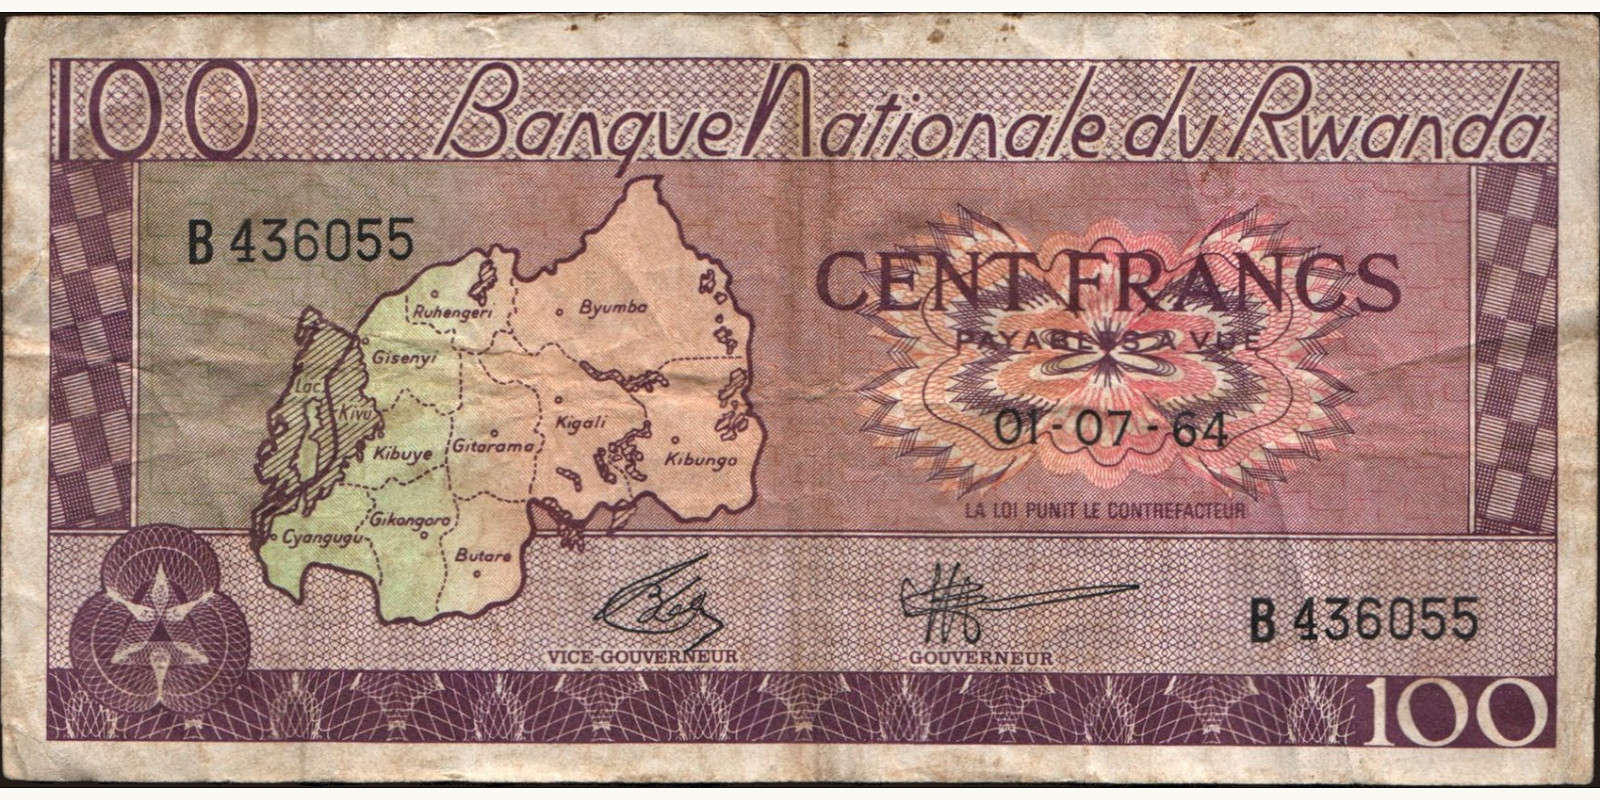 100 Banque Nationale du Rwanda
B 436055
CENT FRANCS
PAYABLES A VUE
01-07-64
LA LOI PUNIT LE CONTREFACTEUR
Ruhengeri
Byumba
Gisenyi
Lac Kivu
Kigali
Kibuye
Gitarama
Kibungo
Gikongoro
Cyangugu
Butare
VICE-GOUVERNEUR
GOUVERNEUR
B 436055
100